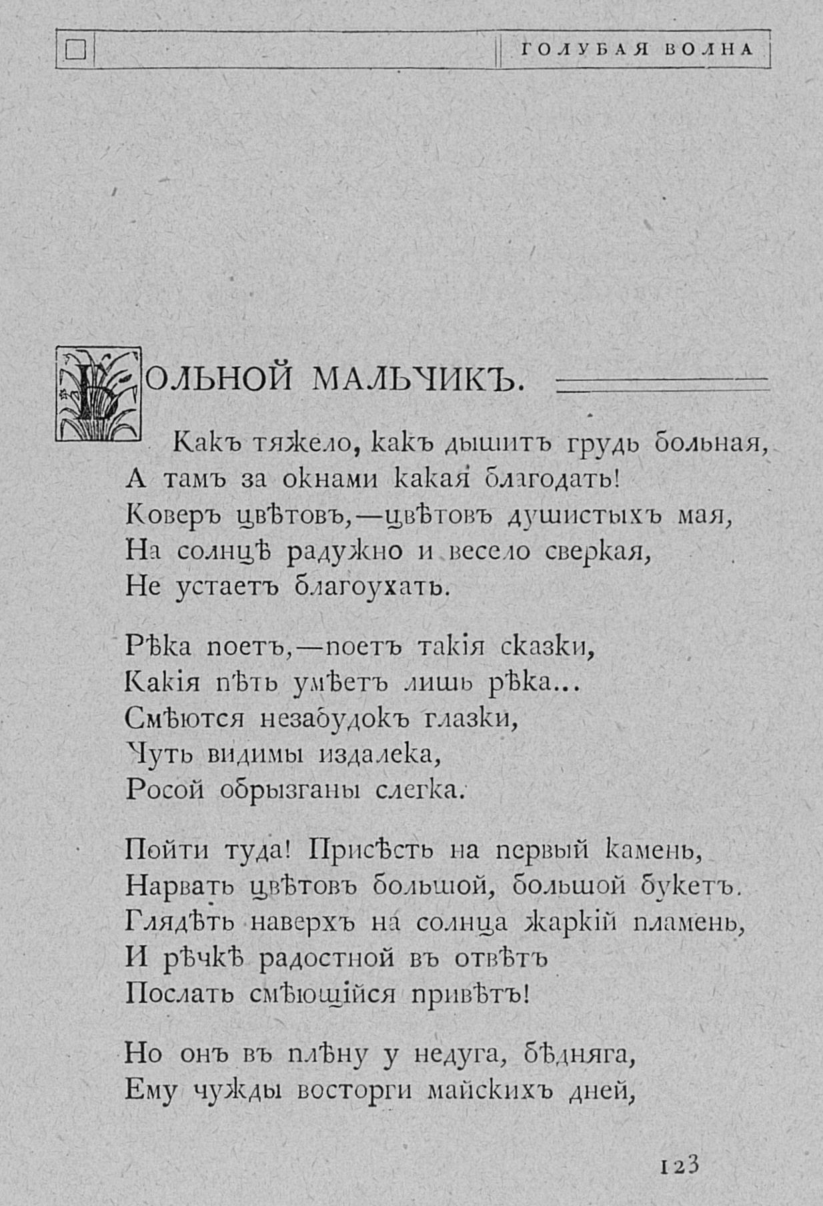 ГОЛУБАЯ ВОЛНА
БОЛЬНОЙ МАЛЬЧИКЪ.
Какъ тяжело, какъ дышитъ грудь больная,
А тамъ за окнами какая благодать!
Коверъ цвѣтовъ,—цвѣтовъ душистыхъ мая,
На солнцѣ радужно и весело сверкая,
Не устаетъ благоухать.
Рѣка поетъ,—поетъ такія сказки,
Какія пѣть умѣетъ лишь рѣка...
Смѣются незабудокъ глазки,
Чуть видимы издалека,
Росой обрызганы слегка.
Пойти туда! Присѣсть на первый камень,
Нарвать цвѣтовъ большой, большой букетъ.
Глядѣть наверхъ на солнца жаркій пламень,
И рѣчкѣ радостной въ отвѣтъ
Послать смѣющійся привѣтъ!
Но онъ въ плѣну у недуга, бѣдняга,
Ему чужды восторги майскихъ дней,
123